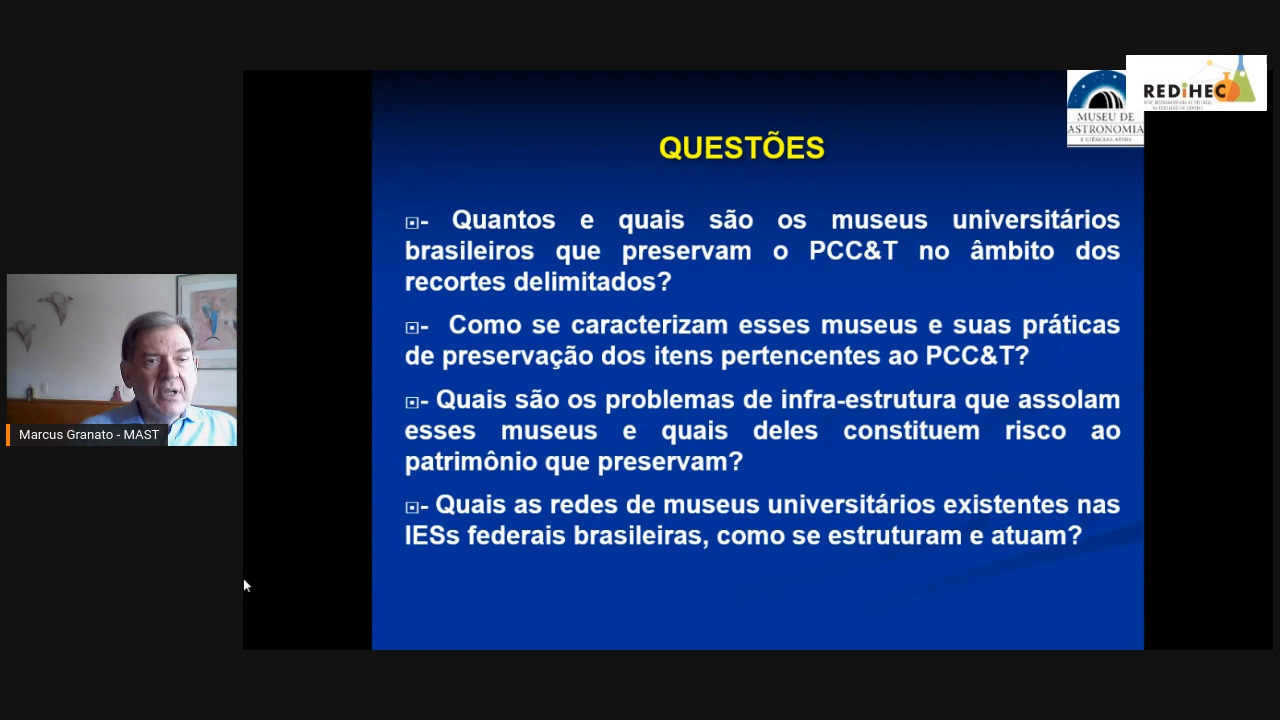 REDiHEC
MUSEU DE
ASTRONOMIA
E CIÊNCIAS AFINS
QUESTÕES
- Quantos e quais são os museus universitários
brasileiros que preservam o PCC&T no âmbito dos
recortes delimitados?
- Como se caracterizam esses museus e suas práticas
de preservação dos itens pertencentes ao PCC&T?
- Quais são os problemas de infra-estrutura que assolam
esses museus e quais deles constituem risco ao
patrimônio que preservam?
- Quais as redes de museus universitários existentes nas
IESs federais brasileiras, como se estruturam e atuam?
Marcus Granato - MAST